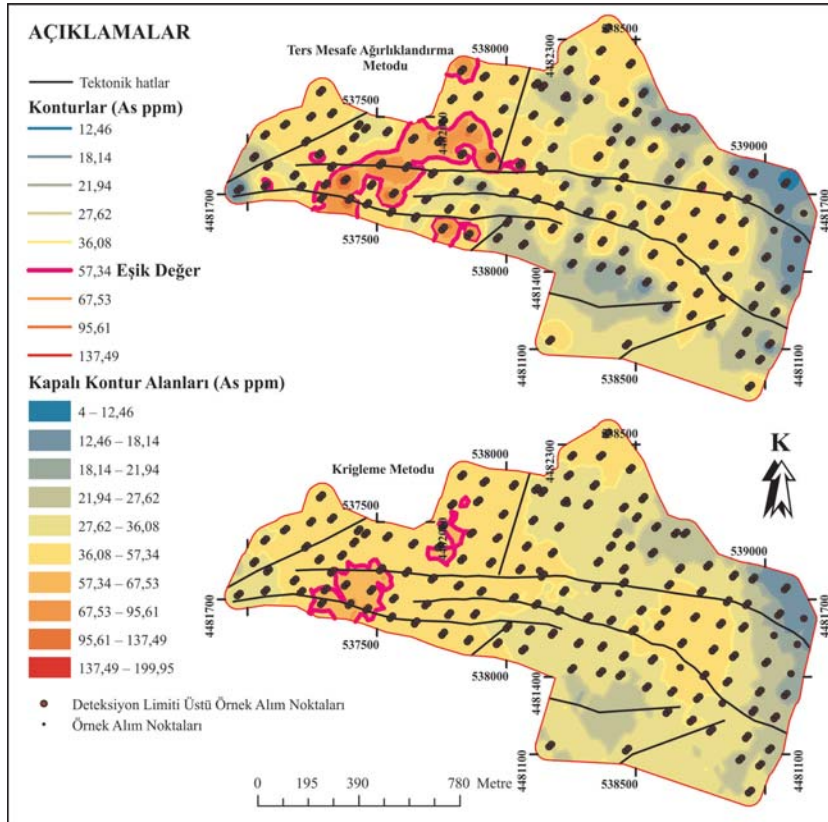 AÇIKLAMALAR
Tektonik hatlar
Konturlar (As ppm)
12,46
18,14
21,94
27,62
36,08
57,34 Eşik Değer
67,53
95,61
137,49
Kapalı Kontur Alanları (As ppm)
4 – 12,46
12,46 – 18,14
18,14 – 21,94
21,94 – 27,62
27,62 – 36,08
36,08 – 57,34
57,34 – 67,53
67,53 – 95,61
95,61 – 137,49
137,49 – 199,95
Deteksiyon Limiti Üstü Örnek Alım Noktaları
Örnek Alım Noktaları
Ters Mesafe Ağırlıklandırma
Metodu
537500
538000
4482300
538500
539000
4482000
4481700
4481700
537500
538000
4481400
4481100
538500
4481100
Krigleme Metodu
537500
538000
4482300
538500
539000
4482000
4481700
4481700
537500
538000
4481400
4481100
538500
4481100
K
0 195 390 780 Metre